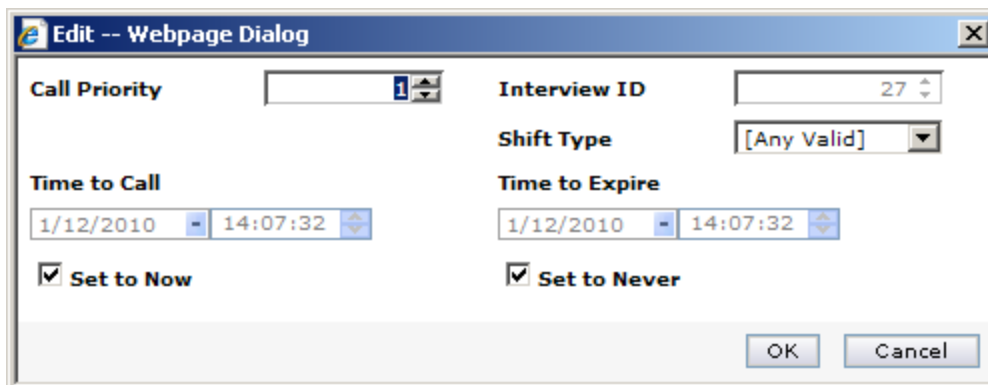 Edit -- Webpage Dialog
Call Priority 1 Interview ID 27
Shift Type [Any Valid]
Time to Call Time to Expire
1/12/2010 14:07:32 1/12/2010 14:07:32
Set to Now Set to Never
OK Cancel